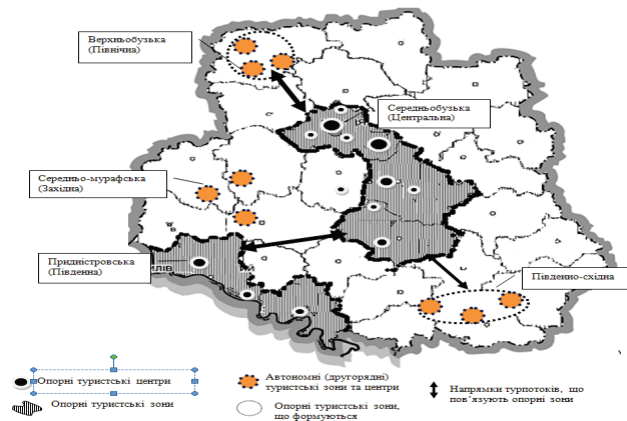 Верхньобузька
(Північна)
Середньобузька
(Центральна)
Середньо-мурафська
(Західна)
Придністровська
(Південна)
ИЛІВ
Південно-східна
Опорні туристські центри
Опорні туристські зони
Автономні (другорядні)
туристські зони та центри
Опорні туристські зони,
що формуються
Напрямки турпотоків, що
пов’язують опорні зони